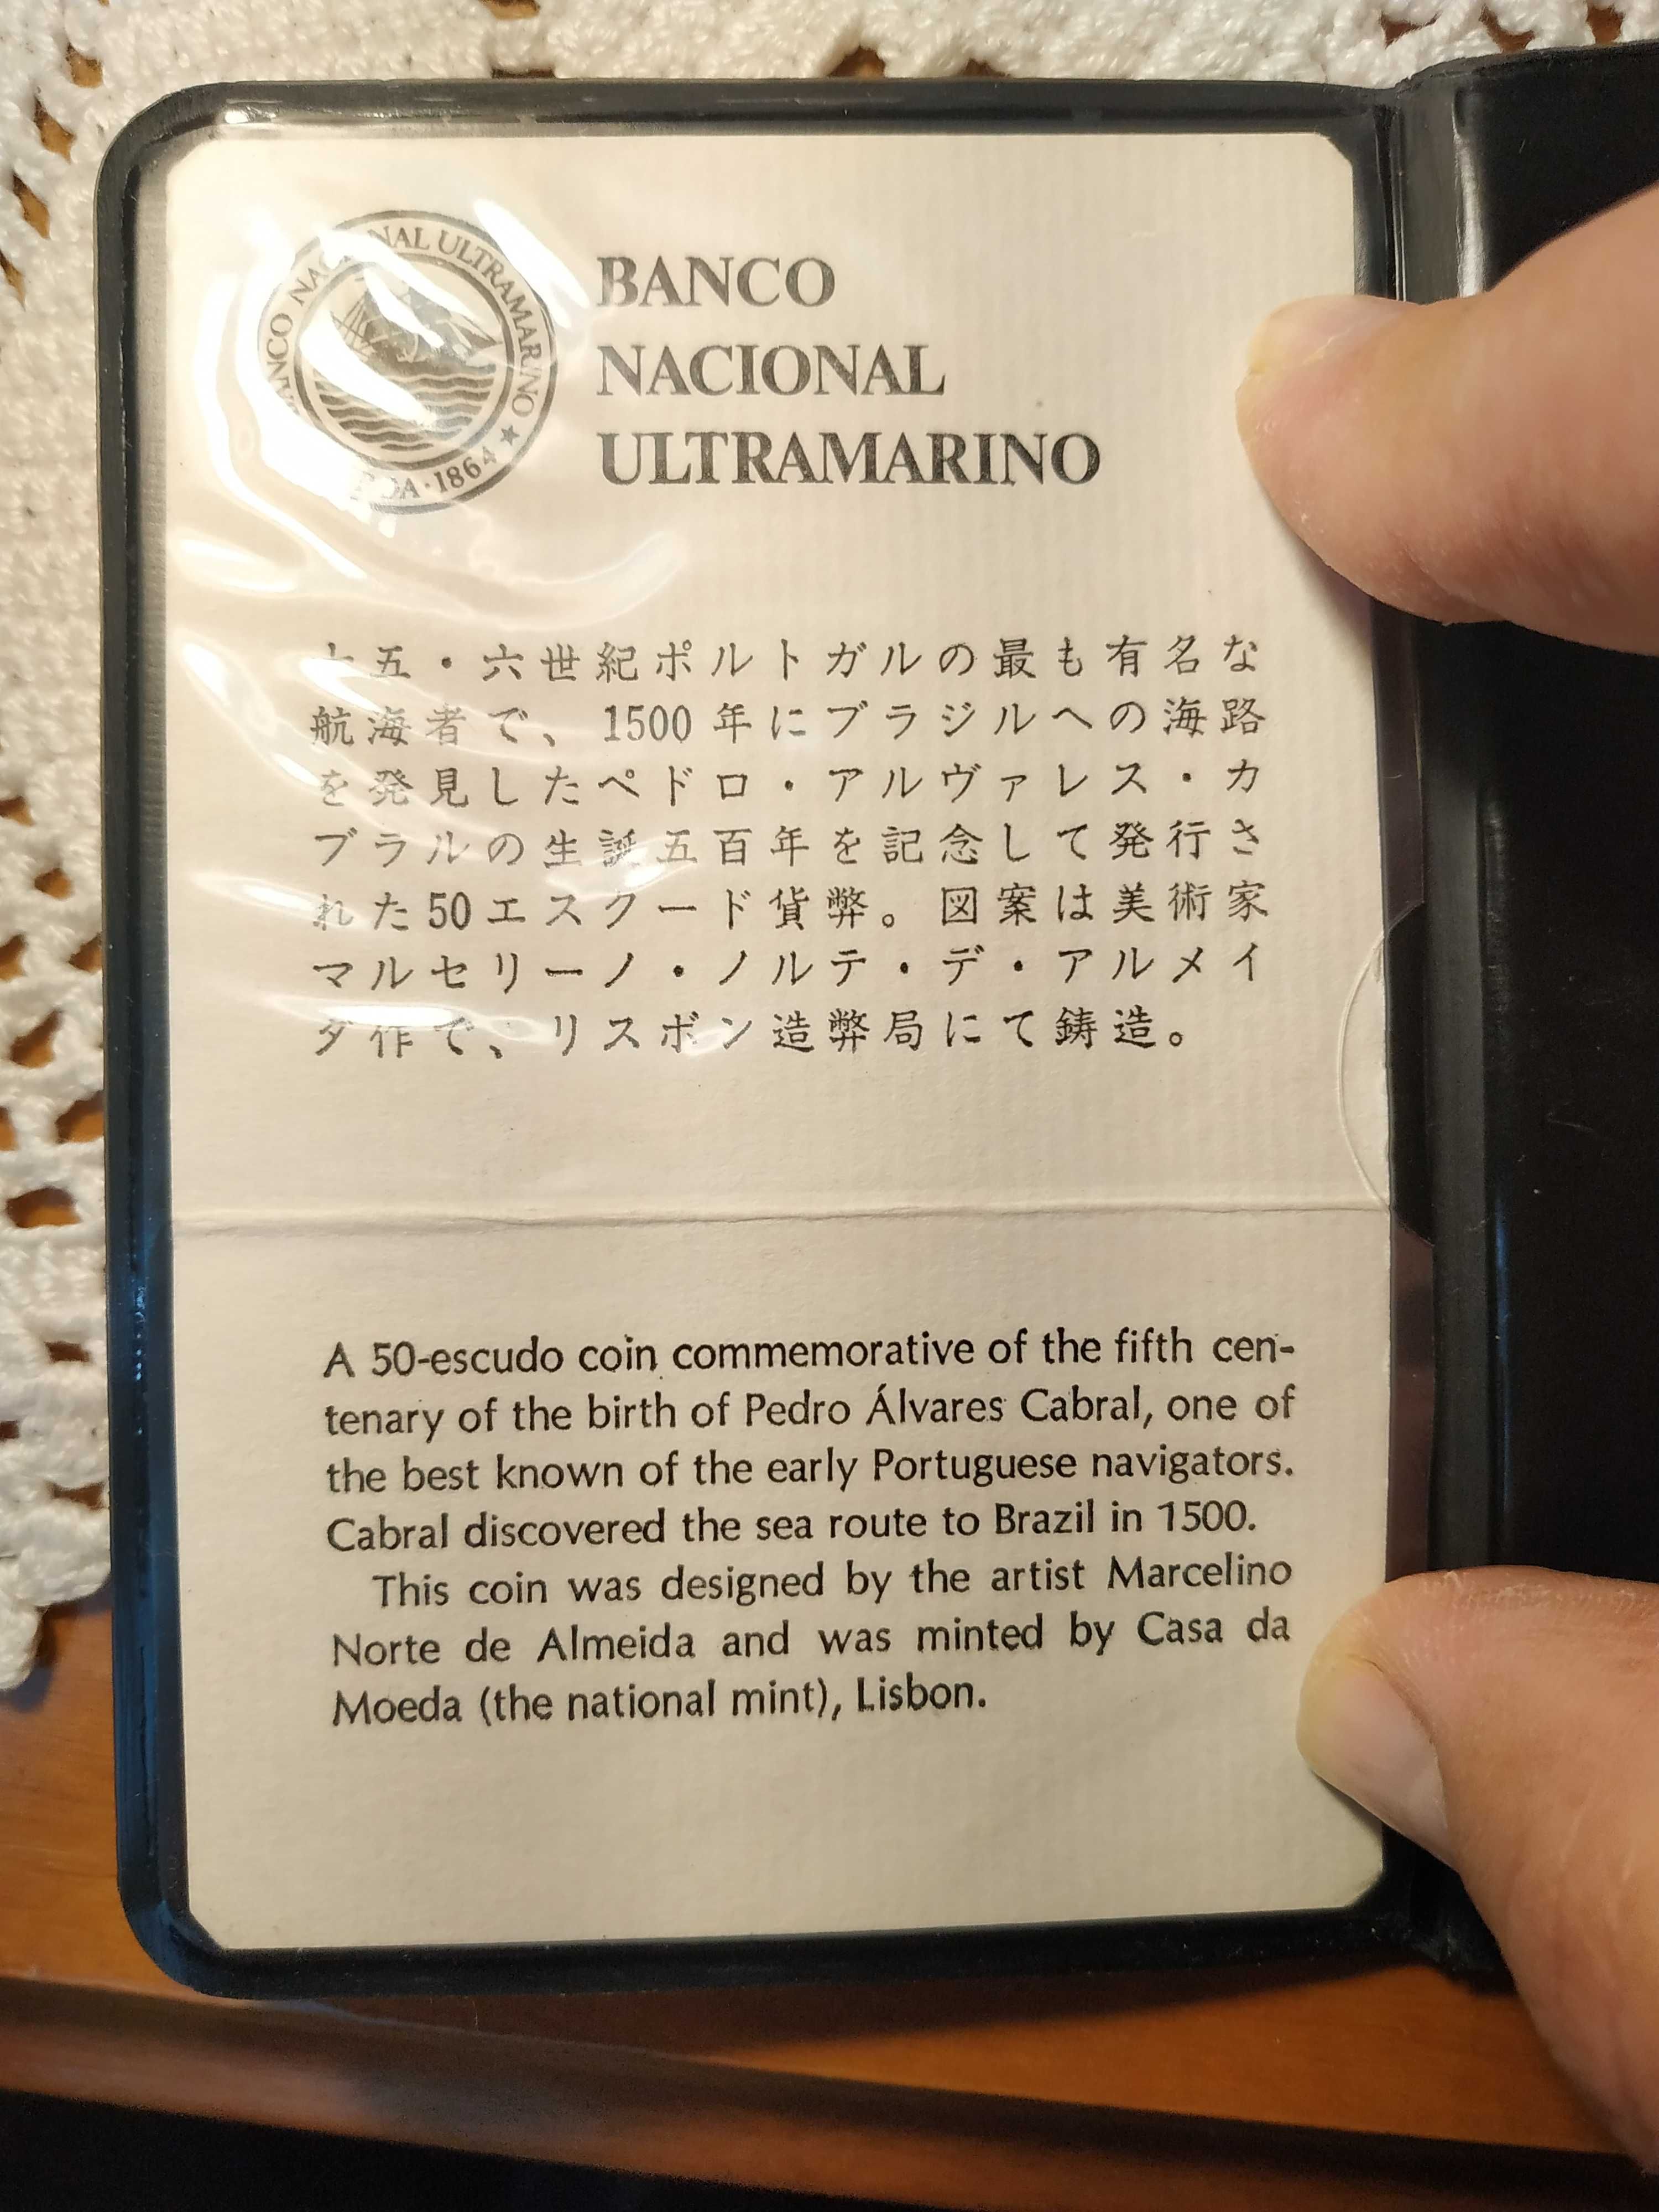 BANCO NACIONAL ULTRAMARINO ★
· 1864
BANCO
NACIONAL
ULTRAMARINO
十五・六世紀ポルトガルの最も有名な
航海者で、1500年にブラジルへの海路
を発見したペドロ・アルヴァレス・カ
ブラルの生誕五百年を記念して発行さ
れた50エスクード貨幣。図案は美術家
マルセリーノ・ノルテ・デ・アルメイ
ダ作で、リスボン造幣局にて鋳造。
A 50-escudo coin commemorative of the fifth cen-
tenary of the birth of Pedro Álvares Cabral, one of
the best known of the early Portuguese navigators.
Cabral discovered the sea route to Brazil in 1500.
This coin was designed by the artist Marcelino
Norte de Almeida and was minted by Casa da
Moeda (the national mint), Lisbon.